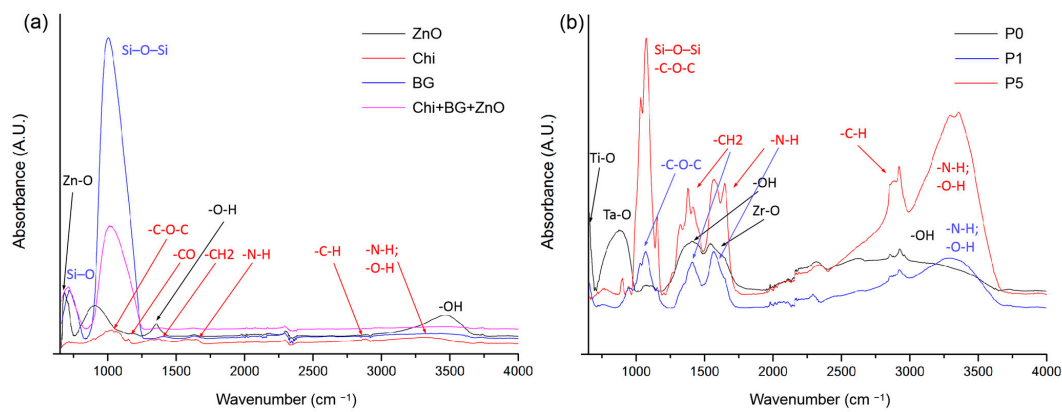 (a)
ZnO
Chi
BG
Chi+BG+ZnO
Si–O–Si
Zn-O
Si–O
-C-O-C
-CO
-O-H
-CH2
-N-H
-C-H
-N-H;
-O-H
-OH
Absorbance (A.U.)
1000 1500 2000 2500 3000 3500 4000
Wavenumber (cm ⁻¹)
(b)
P0
P1
P5
Si–O–Si
-C-O-C
Ti-O
Ta-O
-C-O-C
-CH2
-N-H
-OH
Zr-O
-C-H
-N-H;
-O-H
-OH
-N-H;
-O-H
Absorbance (A.U.)
1000 1500 2000 2500 3000 3500 4000
Wavenumber (cm ⁻¹)